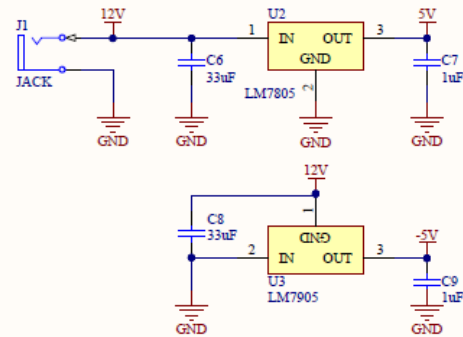 J1
JACK
12V
GND
C6
33uF
GND
U2
1
IN
OUT
3
GND
2
LM7805
GND
5V
C7
1uF
GND
12V
C8
33uF
GND
1
GND
2
IN
OUT
3
U3
LM7905
-5V
C9
1uF
GND